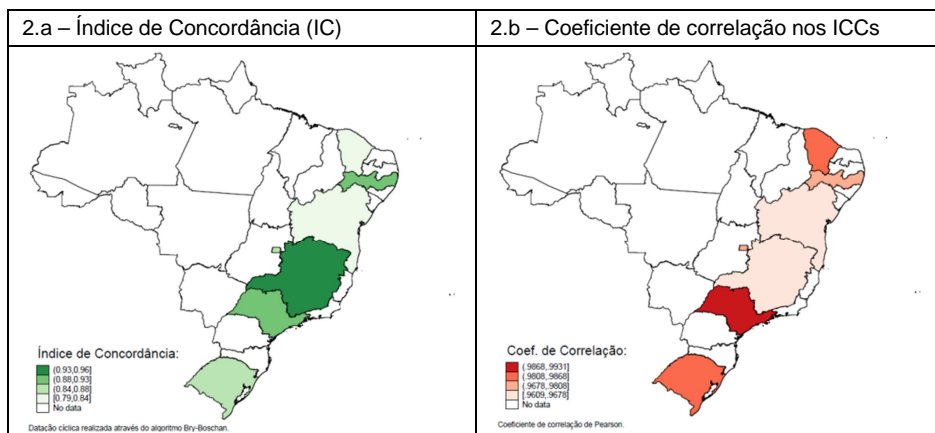 2.a – Índice de Concordância (IC)
2.b – Coeficiente de correlação nos ICCs
Índice de Concordância:
(0.93,0.96]
(0.88,0.93]
(0.84,0.88]
[0.79,0.84]
No data
Datação cíclica realizada através do algoritmo Bry-Boschan.
Coef. de Correlação:
(.9868,.9931]
(.9808,.9868]
(.9678,.9808]
[.9609,.9678]
No data
Coeficiente de correlação de Pearson.